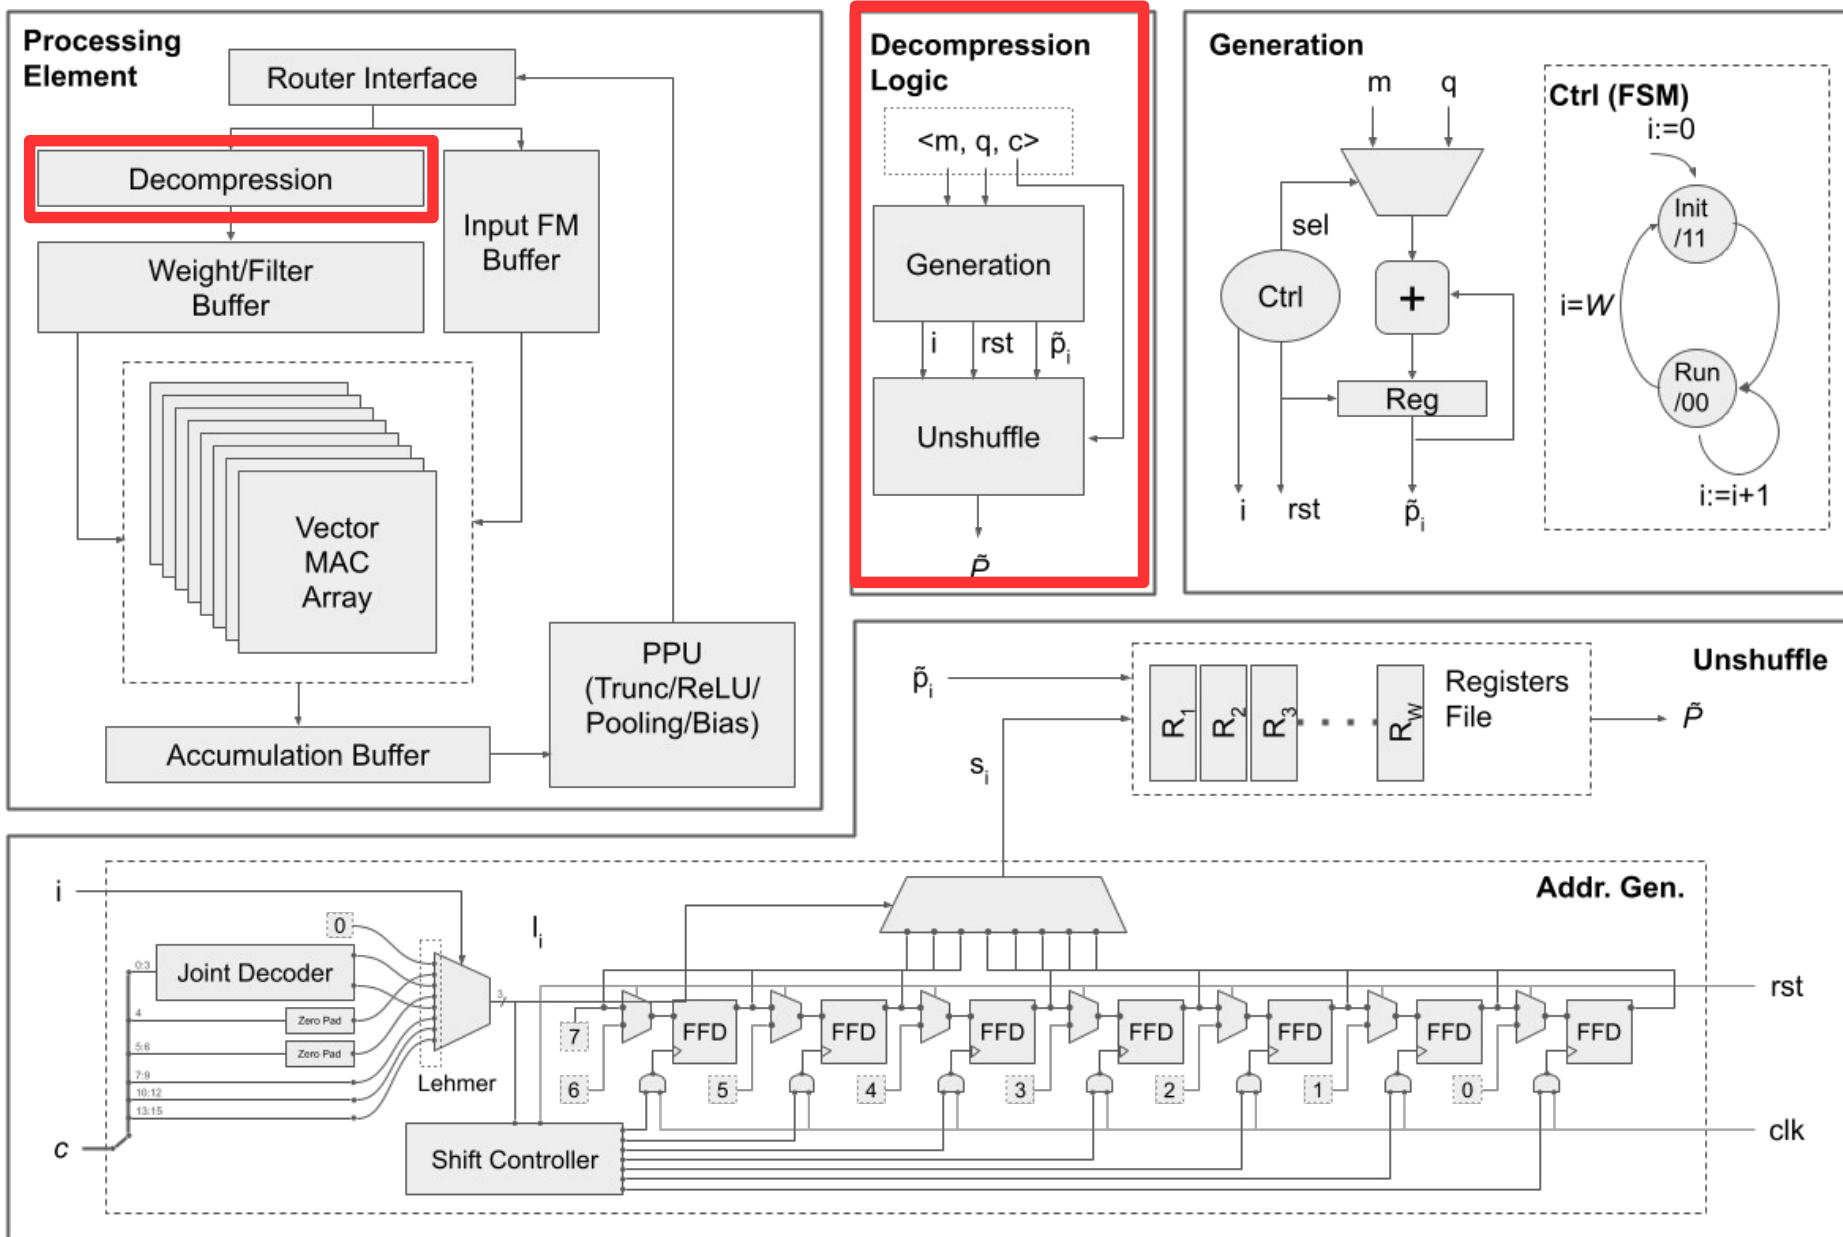 Processing
Element
Router Interface
Decompression
Input FM
Buffer
Weight/Filter
Buffer
Vector
MAC
Array
PPU
(Trunc/ReLU/
Pooling/Bias)
Accumulation Buffer
Decompression
Logic
<m, q, c>
Generation
i rst p̃i
Unshuffle
P̃
Generation
m q
sel
Ctrl
+
Reg
i rst p̃i
Ctrl (FSM)
i:=0
Init
/11
i=W
Run
/00
i:=i+1
Unshuffle
p̃i
R1 R2 R3 RW
Registers
File
P̃
si
Addr. Gen.
i
0
li
0:3
Joint Decoder
4
Zero Pad
5:6
Zero Pad
7:9
10:12
13:15
3
Lehmer
c
Shift Controller
7
FFD FFD FFD FFD FFD FFD FFD
6 5 4 3 2 1 0
rst
clk